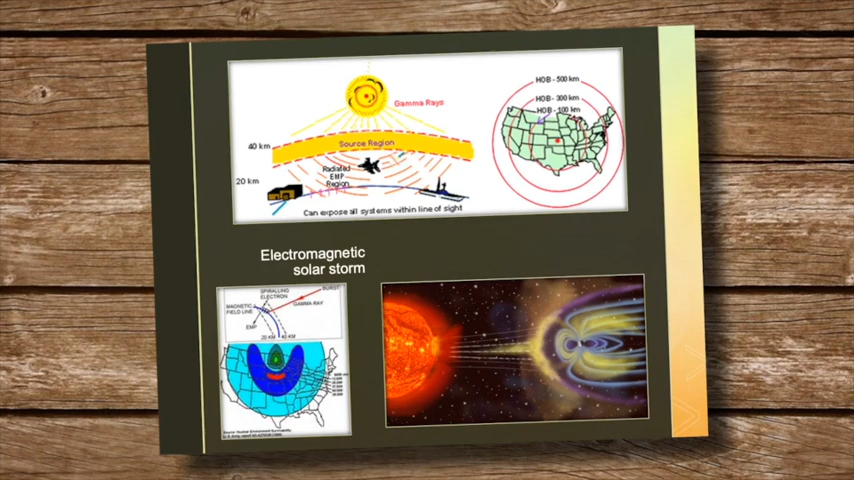 HOB - 500 km
HOB - 300 km
HOB - 100 km
Gamma Rays
40 km
Source Region
Radiated
EMP
Region
20 km
Can expose all systems within line of sight
Electromagnetic
solar storm
SPIRALLING
ELECTRON
BURST
MAGNETIC
FIELD LINE
GAMMA RAY
EMP
20 KM
40 KM